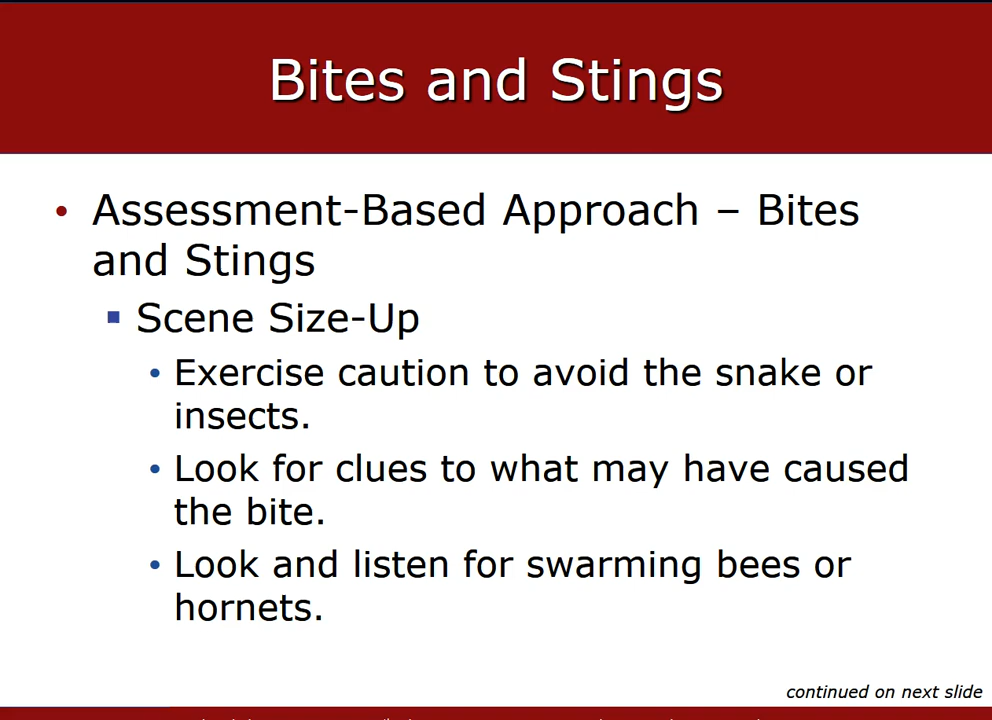 Bites and Stings
• Assessment-Based Approach – Bites
and Stings
▪ Scene Size-Up
• Exercise caution to avoid the snake or
insects.
• Look for clues to what may have caused
the bite.
• Look and listen for swarming bees or
hornets.
continued on next slide